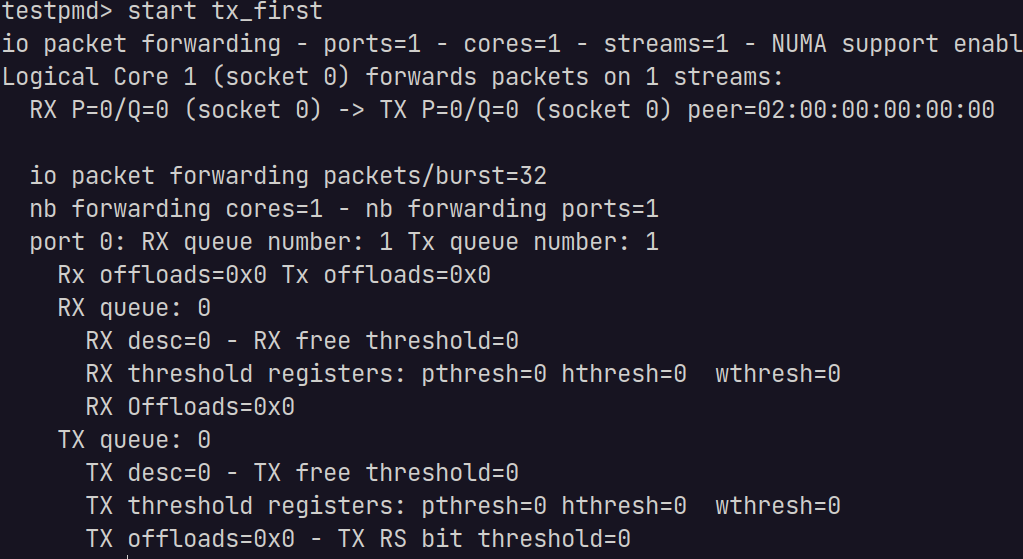 testpmd> start tx_first
io packet forwarding - ports=1 - cores=1 - streams=1 - NUMA support enabl
Logical Core 1 (socket 0) forwards packets on 1 streams:
  RX P=0/Q=0 (socket 0) -> TX P=0/Q=0 (socket 0) peer=02:00:00:00:00:00

  io packet forwarding packets/burst=32
  nb forwarding cores=1 - nb forwarding ports=1
  port 0: RX queue number: 1 Tx queue number: 1
    Rx offloads=0x0 Tx offloads=0x0
    RX queue: 0
      RX desc=0 - RX free threshold=0
      RX threshold registers: pthresh=0 hthresh=0  wthresh=0
      RX Offloads=0x0
    TX queue: 0
      TX desc=0 - TX free threshold=0
      TX threshold registers: pthresh=0 hthresh=0  wthresh=0
      TX offloads=0x0 - TX RS bit threshold=0